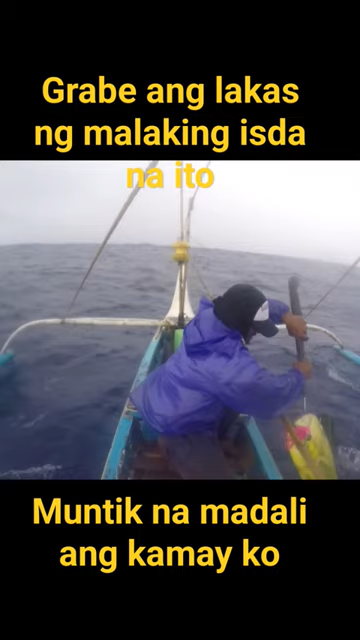 Grabe ang lakas
ng malaking isda
na ito
Muntik na madali
ang kamay ko